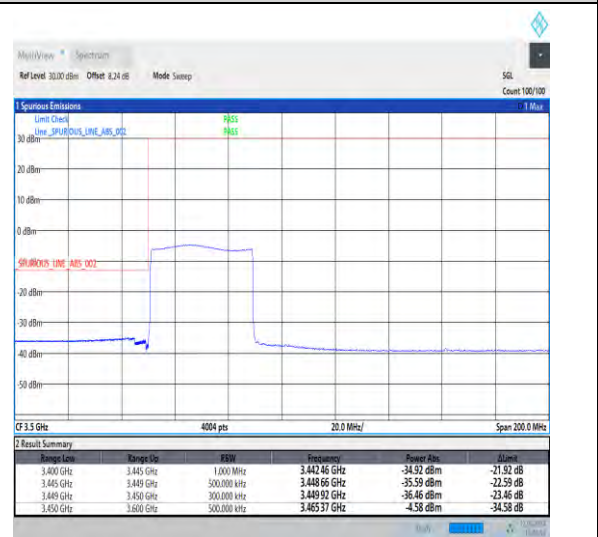 MultiView Spectrum
Ref Level 30.00 dBm Offset 8.24 dB Mode Sweep SGL
Count 100/100
1 Spurious Emissions 1 Max
Limit Check PASS
Line _SPURIOUS_LINE_ABS_002 PASS
30 dBm
20 dBm
10 dBm
0 dBm
_SPURIOUS_LINE_ABS_002
-20 dBm
-30 dBm
-40 dBm
-50 dBm
CF 3.5 GHz 4004 pts 20.0 MHz/ Span 200.0 MHz
2 Result Summary
Range Low Range Up RBW Frequency Power Abs ΔLimit
3.400 GHz 3.445 GHz 1.000 MHz 3.442 46 GHz -34.92 dBm -21.92 dB
3.445 GHz 3.449 GHz 500.000 kHz 3.448 66 GHz -35.59 dBm -22.59 dB
3.449 GHz 3.450 GHz 300.000 kHz 3.449 92 GHz -36.46 dBm -23.46 dB
3.450 GHz 3.600 GHz 500.000 kHz 3.465 37 GHz -4.58 dBm -34.58 dB